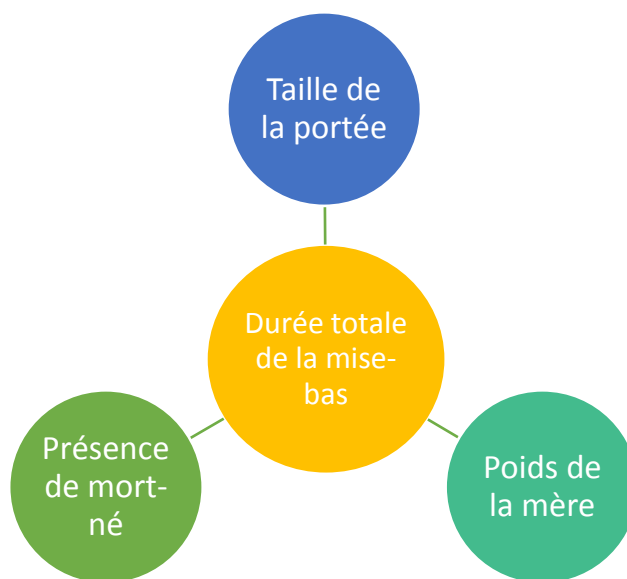 Taille de
la portée
Durée totale
de la mise-
bas
Présence
de mort-
né
Poids de
la mère